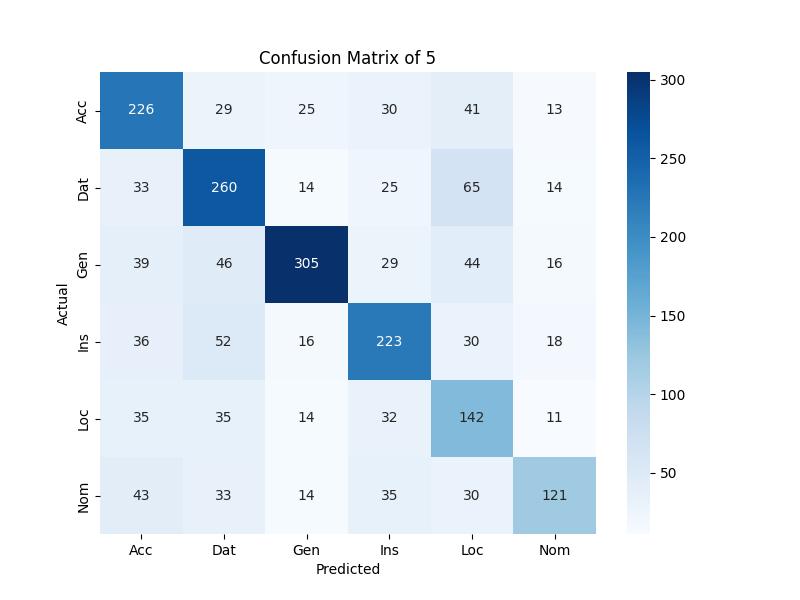 Confusion Matrix of 5
Actual
Acc 226 29 25 30 41 13
Dat 33 260 14 25 65 14
Gen 39 46 305 29 44 16
Ins 36 52 16 223 30 18
Loc 35 35 14 32 142 11
Nom 43 33 14 35 30 121
Acc Dat Gen Ins Loc Nom
Predicted
300
250
200
150
100
50